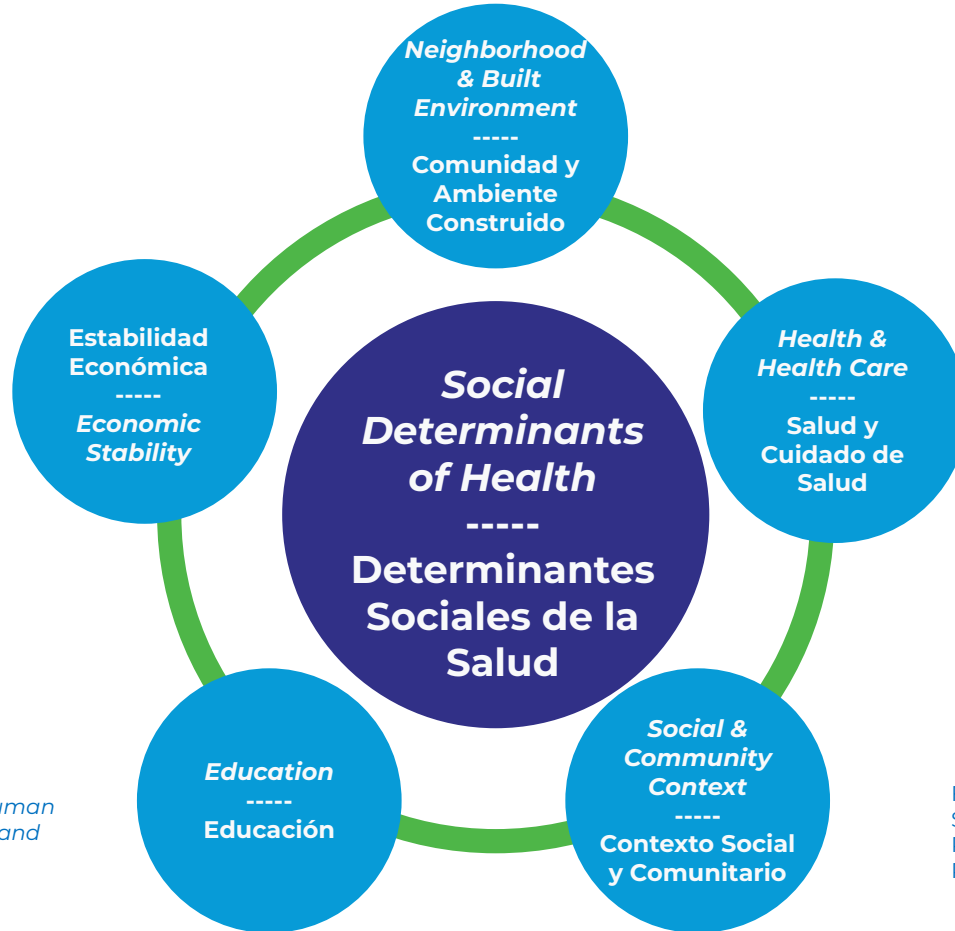 Neighborhood
& Built
Environment
-----
Comunidad y
Ambiente
Construido
Estabilidad
Económica
-----
Economic
Stability
Health &
Health Care
-----
Salud y
Cuidado de
Salud
Social
Determinants
of Health
-----
Determinantes
Sociales de la
Salud
Education
-----
Educación
Social &
Community
Context
-----
Contexto Social
y Comunitario
and